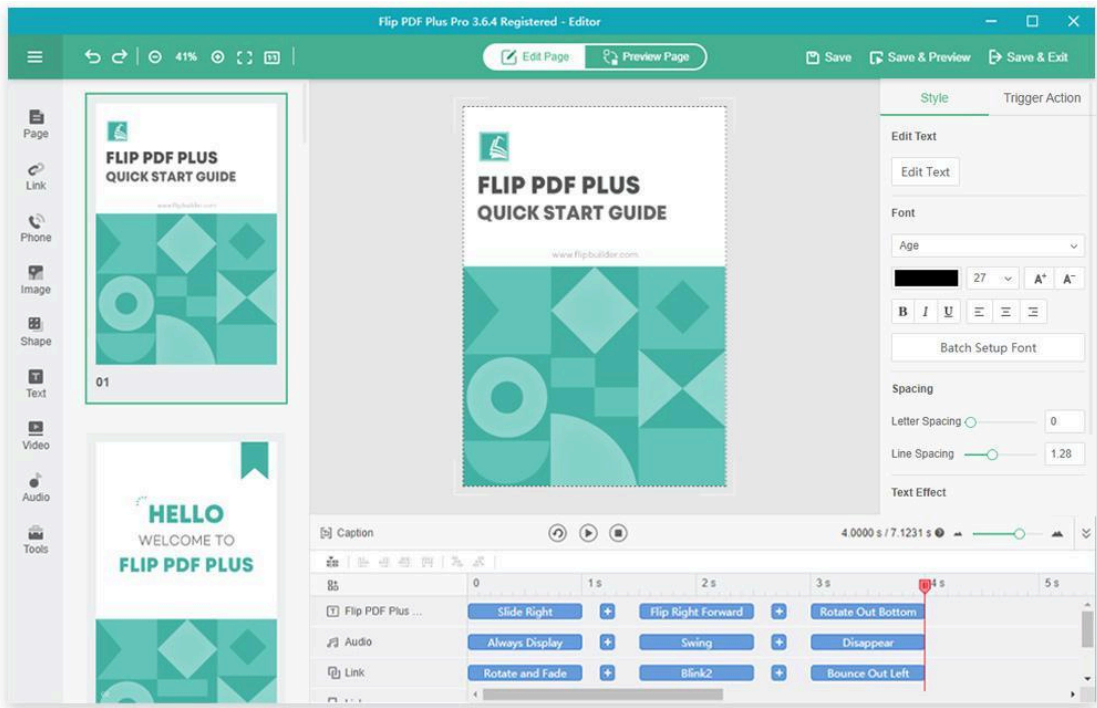 Flip PDF Plus Pro 3.6.4 Registered - Editor
41%
Edit Page
Preview Page
Save
Save & Preview
Save & Exit
Page
Link
Phone
Image
Shape
Text
Video
Audio
Tools
FLIP PDF PLUS
QUICK START GUIDE
www.flipbuilder.com
01
HELLO
WELCOME TO
FLIP PDF PLUS
FLIP PDF PLUS
QUICK START GUIDE
www.flipbuilder.com
Style
Trigger Action
Edit Text
Edit Text
Font
Age
27
A+
A-
B I U
Batch Setup Font
Spacing
Letter Spacing
0
Line Spacing
1.28
Text Effect
Caption
4.0000 s / 7.1231 s
0
1 s
2 s
3 s
4 s
5 s
Flip PDF Plus ...
Slide Right
Flip Right Forward
Rotate Out Bottom
Audio
Always Display
Swing
Disappear
Link
Rotate and Fade
Blink2
Bounce Out Left